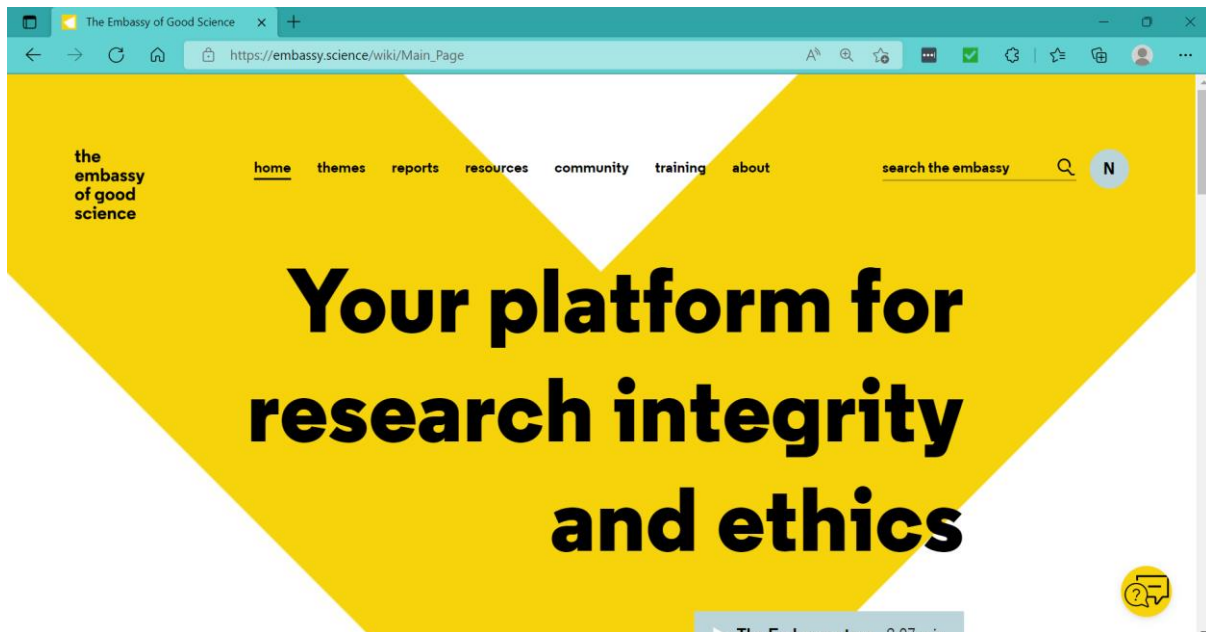 The Embassy of Good Science
https://embassy.science/wiki/Main_Page
the
embassy
of good
science
home themes reports resources community training about
search the embassy
N
Your platform for
research integrity
and ethics